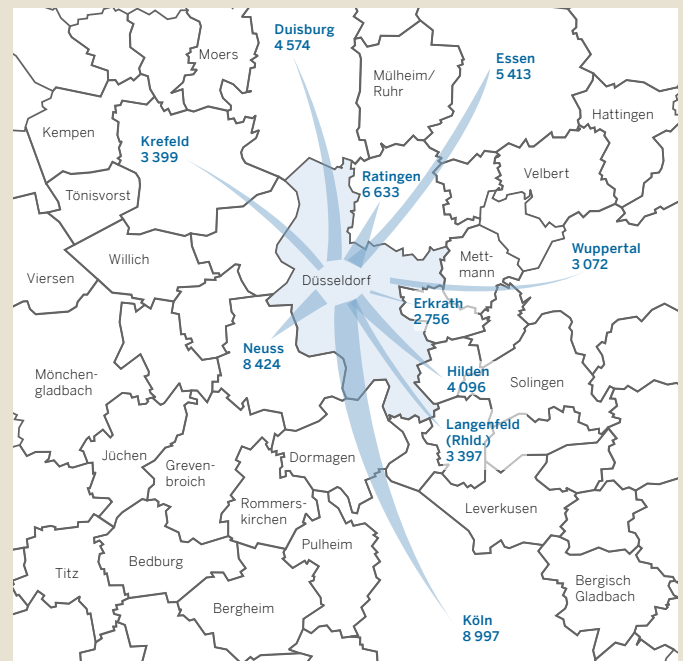 Duisburg
4 574
Moers
Essen
5 413
Mülheim/
Ruhr
Hattingen
Kempen
Krefeld
3 399
Ratingen
6 633
Velbert
Tönisvorst
Willich
Mett-
mann
Wuppertal
3 072
Viersen
Düsseldorf
Erkrath
2 756
Neuss
8 424
Hilden
4 096
Mönchen-
gladbach
Solingen
Langenfeld
(Rhld.)
3 397
Jüchen
Greven-
broich
Dormagen
Rommers-
kirchen
Leverkusen
Pulheim
Titz
Bedburg
Bergisch
Gladbach
Bergheim
Köln
8 997